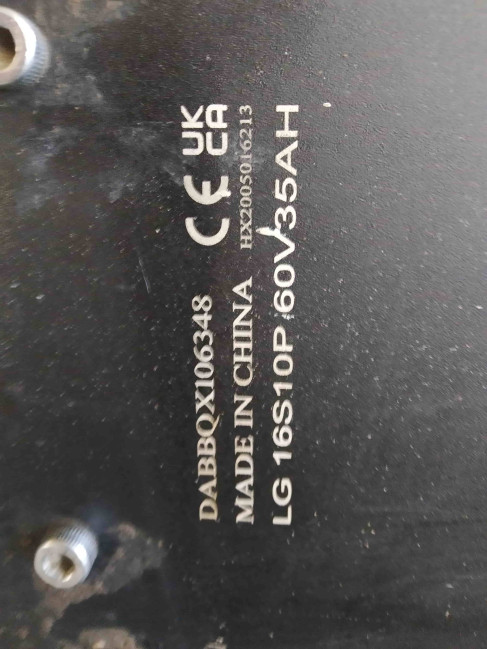 DABBQX106348 CE UK CA
MADE IN CHINA HX2005016213
LG 16S10P 60V35AH